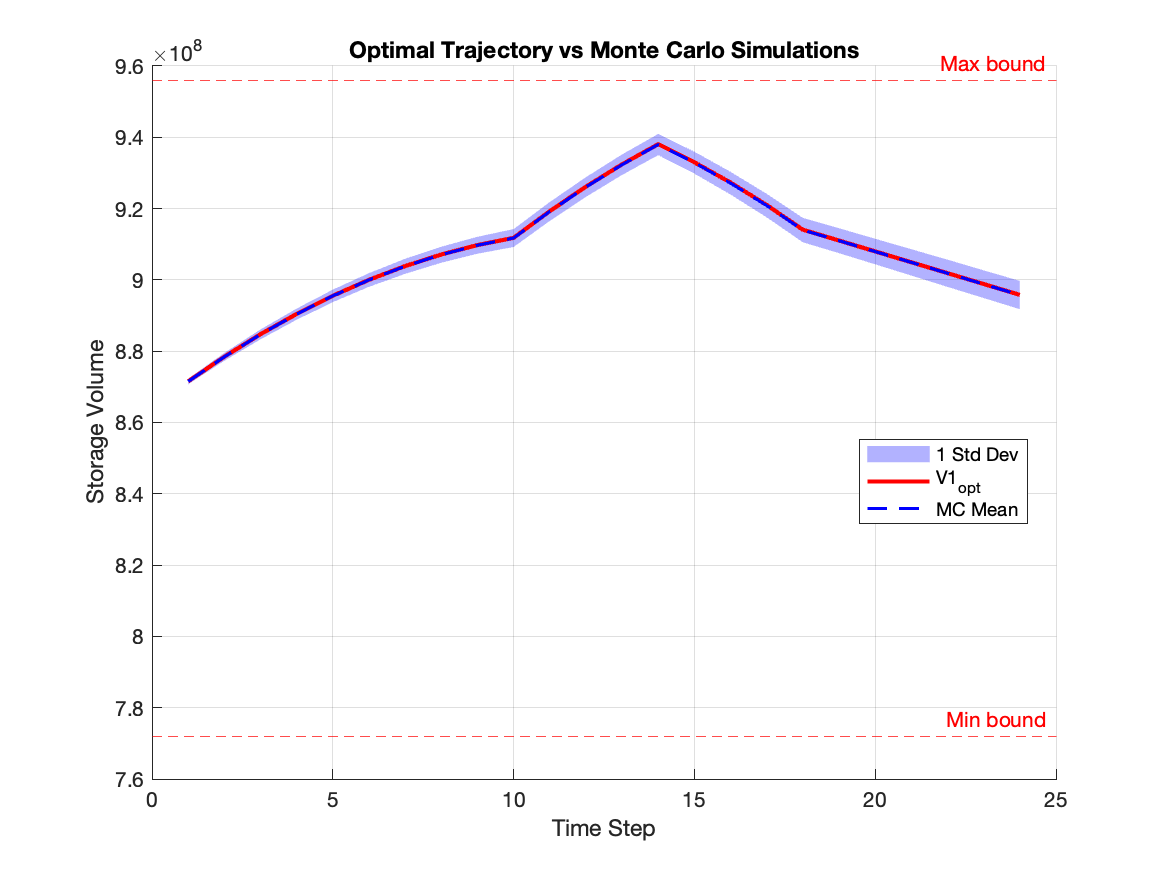 Optimal Trajectory vs Monte Carlo Simulations
×10^8
9.6
Max bound
9.4
9.2
9
8.8
8.6
8.4
8.2
8
7.8
7.6
Storage Volume
1 Std Dev
V1_opt
MC Mean
Min bound
0 5 10 15 20 25
Time Step